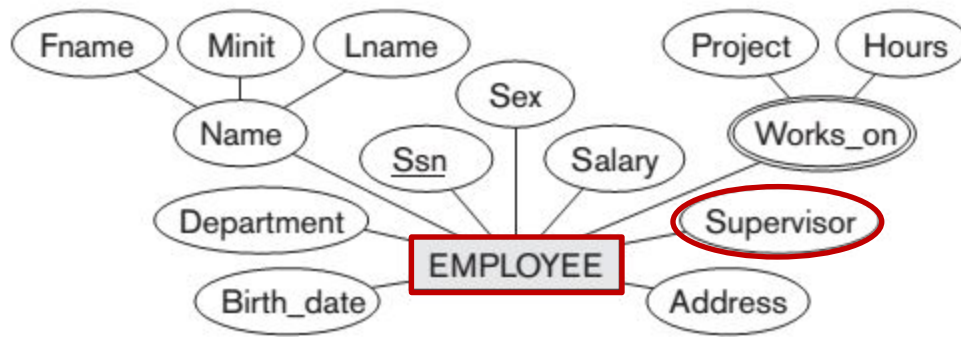 Fname
Minit
Lname
Project
Hours
Name
Sex
Works_on
Ssn
Salary
Department
Supervisor
EMPLOYEE
Birth_date
Address